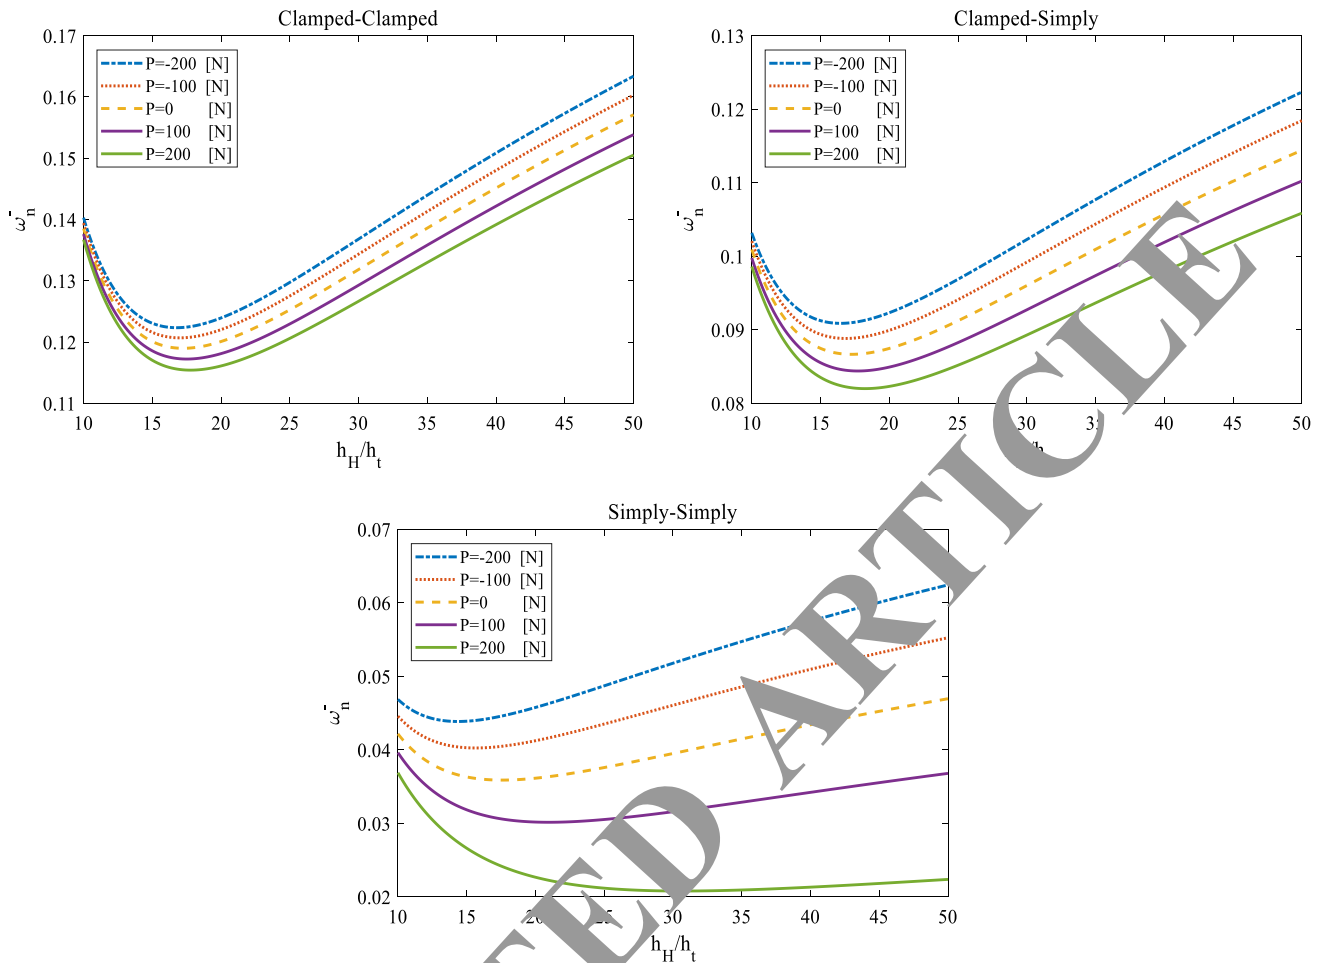 Clamped-Clamped
0.17
0.16
0.15
0.14
0.13
0.12
0.11
ω̄n
P=-200 [N]
P=-100 [N]
P=0 [N]
P=100 [N]
P=200 [N]
10 15 20 25 30 35 40 45 50
hH/ht
Clamped-Simply
0.13
0.12
0.11
0.1
0.09
0.08
ω̄n
P=-200 [N]
P=-100 [N]
P=0 [N]
P=100 [N]
P=200 [N]
10 15 20 25 30 35 40 45 50
Simply-Simply
0.07
0.06
0.05
0.04
0.03
0.02
ω̄n
P=-200 [N]
P=-100 [N]
P=0 [N]
P=100 [N]
P=200 [N]
10 15 20 25 30 35 40 45 50
hH/ht
TED ARTICLE